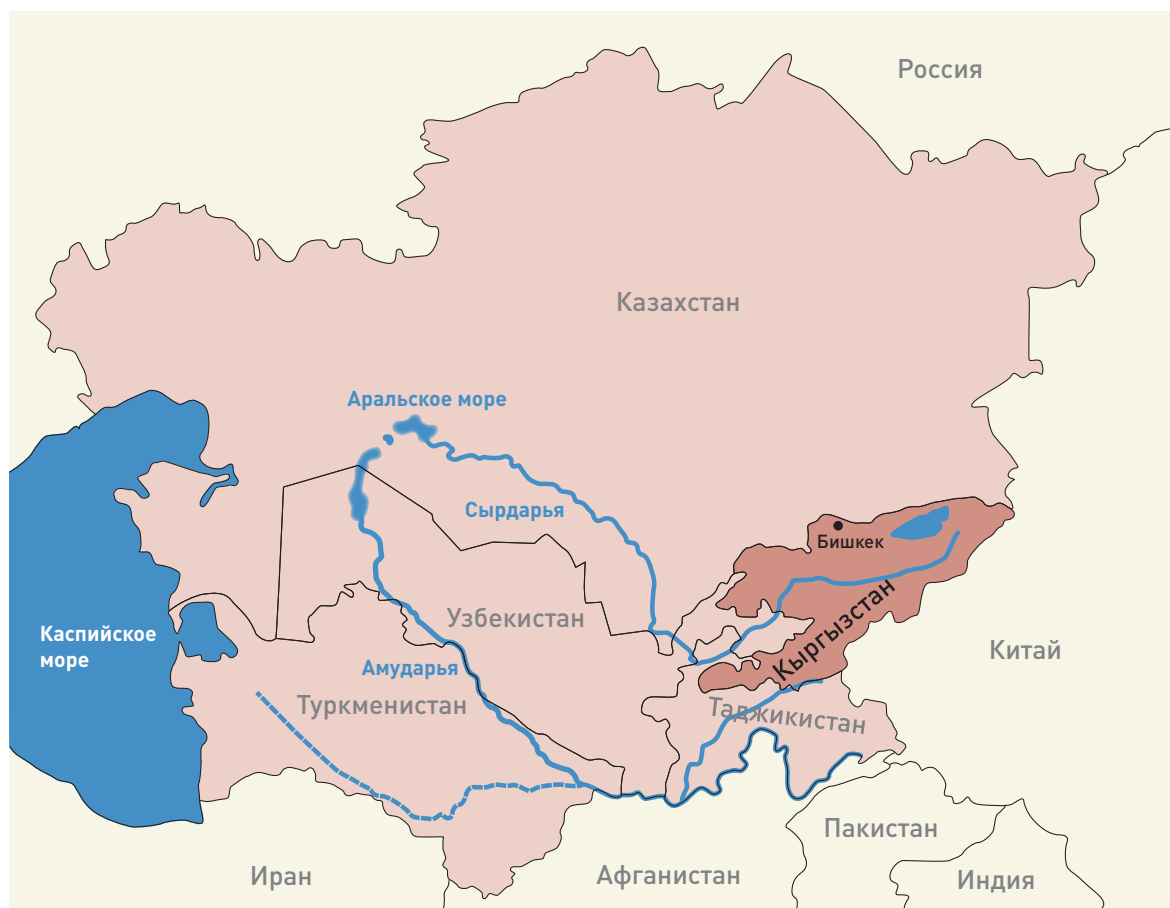 Россия
Казахстан
Аральское море
Сырдарья
Бишкек
Узбекистан
Кыргызстан
Каспийское
море
Китай
Амударья
Туркменистан
Таджикистан
Пакистан
Иран
Афганистан
Индия